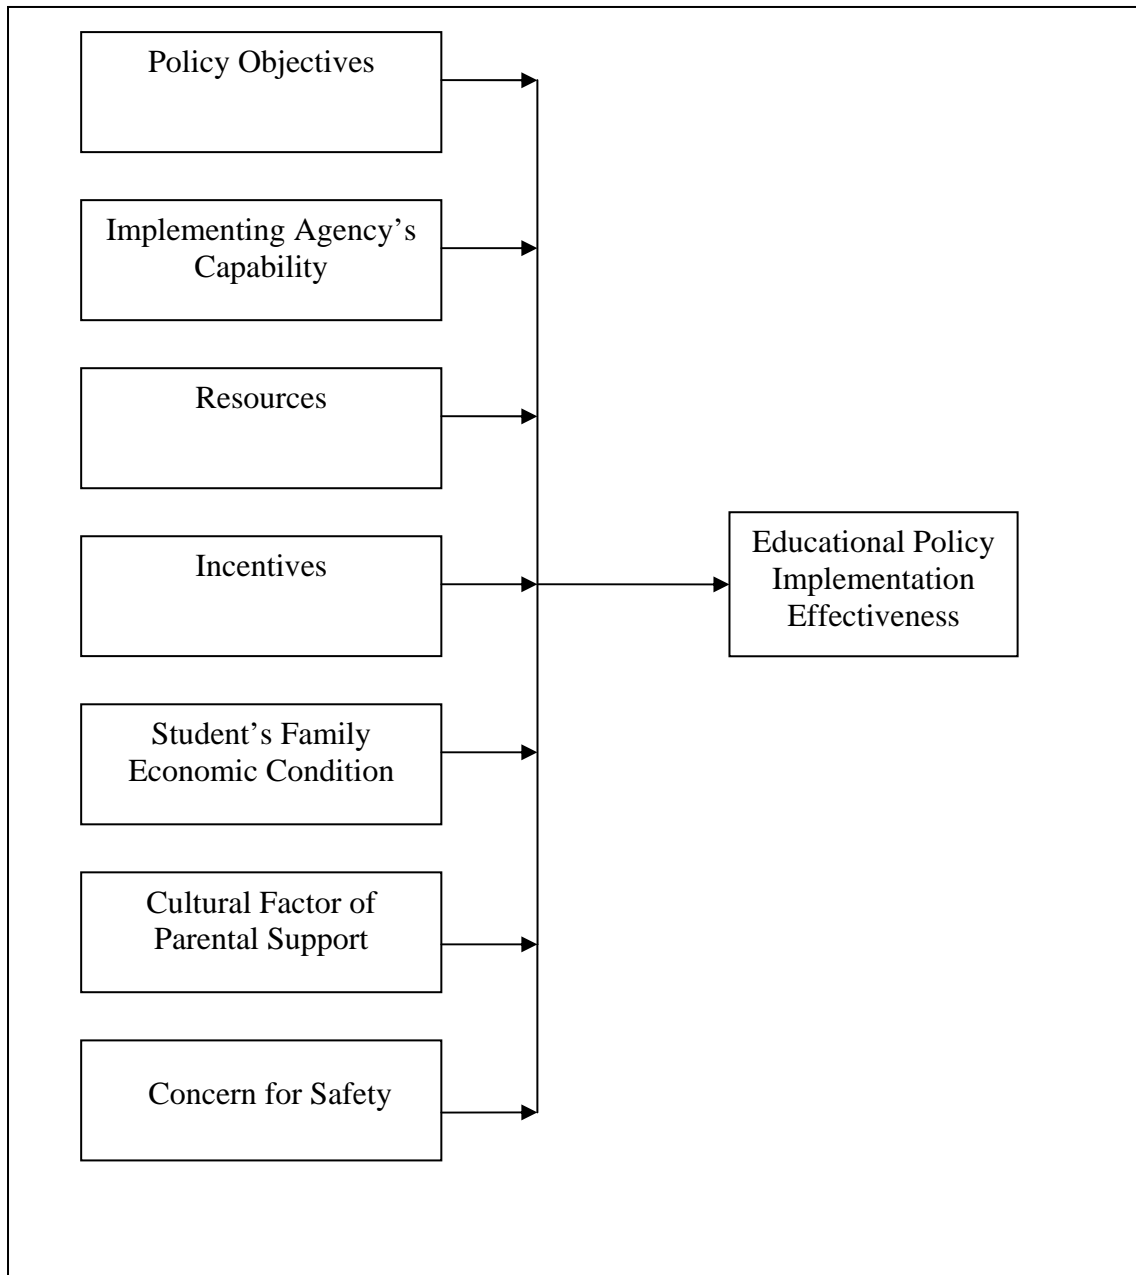 Policy Objectives
Implementing Agency’s
Capability
Resources
Incentives
Student’s Family
Economic Condition
Cultural Factor of
Parental Support
Concern for Safety
Educational Policy
Implementation
Effectiveness